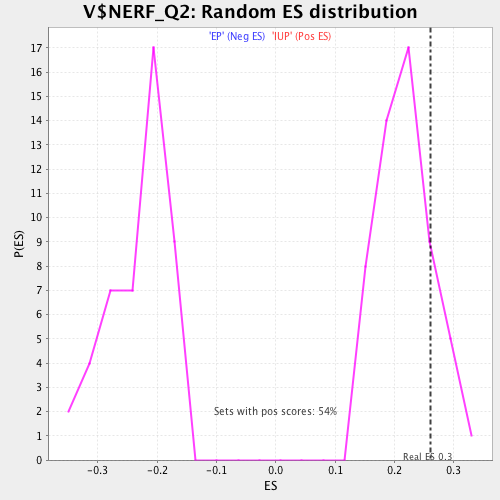 V$NERF_Q2: Random ES distribution
'EP' (Neg ES) 'IUP' (Pos ES)
17
16
15
14
13
12
11
10
9
8
7
6
5
4
3
2
1
0
P(ES)
Sets with pos scores: 54%
Real ES 0.3
-0.3 -0.2 -0.1 0.0 0.1 0.2 0.3
ES